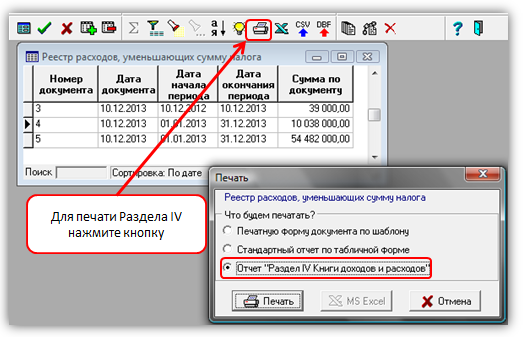 CSV DBF
Реестр расходов, уменьшающих сумму налога
Номер документа Дата документа Дата начала периода Дата окончания периода Сумма по документу
3 10.12.2013 10.12.2012 10.12.2013 39 000,00
4 10.12.2013 01.01.2013 31.12.2013 10 038 000,00
5 10.12.2013 01.01.2013 31.12.2013 54 482 000,00
Поиск Сортировка: По дате
Для печати Раздела IV
нажмите кнопку
Печать
Реестр расходов, уменьшающих сумму налога
Что будем печатать?
Печатную форму документа по шаблону
Стандартный отчет по табличной форме
Отчет "Раздел IV Книги доходов и расходов"
Печать MS Excel Отмена